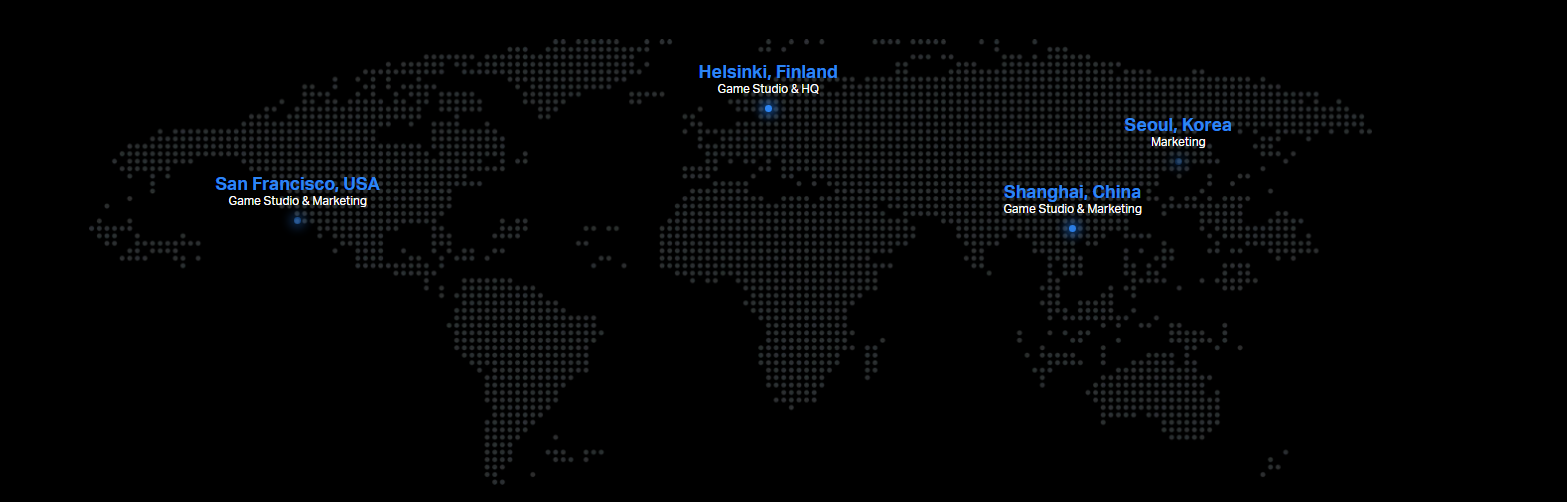 Helsinki, Finland
Game Studio & HQ
Seoul, Korea
Marketing
San Francisco, USA
Game Studio & Marketing
Shanghai, China
Game Studio & Marketing